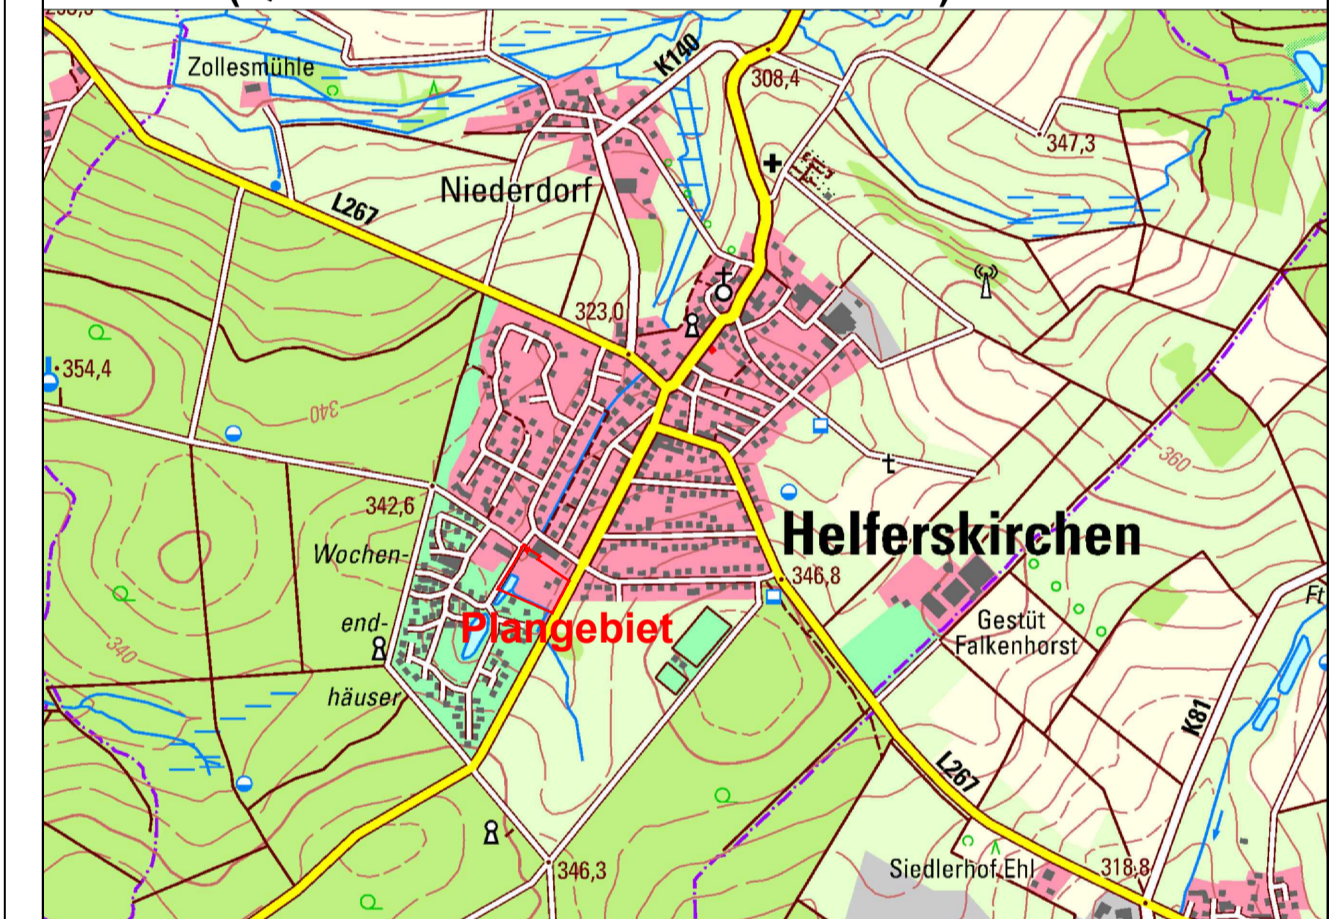 Zollesmühle
K140
308,4
347,3
Niederdorf
L267
323,0
354,4
340
360
342,6
Wochen-
end-
häuser
Helferskirchen
346,8
Plangebiet
Gestüt
Falkenhorst
340
K81
L267
Siedlerhof Ehl
318,8
346,3